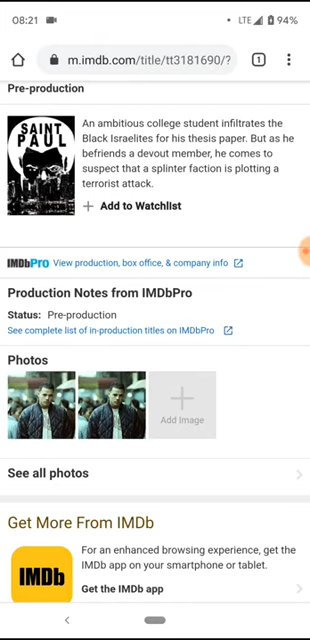 08:21
LTE 94%
m.imdb.com/title/tt3181690/?
1
Pre-production
SAINT
PAUL
An ambitious college student infiltrates the
Black Israelites for his thesis paper. But as he
befriends a devout member, he comes to
suspect that a splinter faction is plotting a
terrorist attack.
+ Add to Watchlist
IMDbPro View production, box office, & company info
Production Notes from IMDbPro
Status: Pre-production
See complete list of in-production titles on IMDbPro
Photos
Add Image
See all photos
Get More From IMDb
For an enhanced browsing experience, get the
IMDb app on your smartphone or tablet.
IMDb
Get the IMDb app